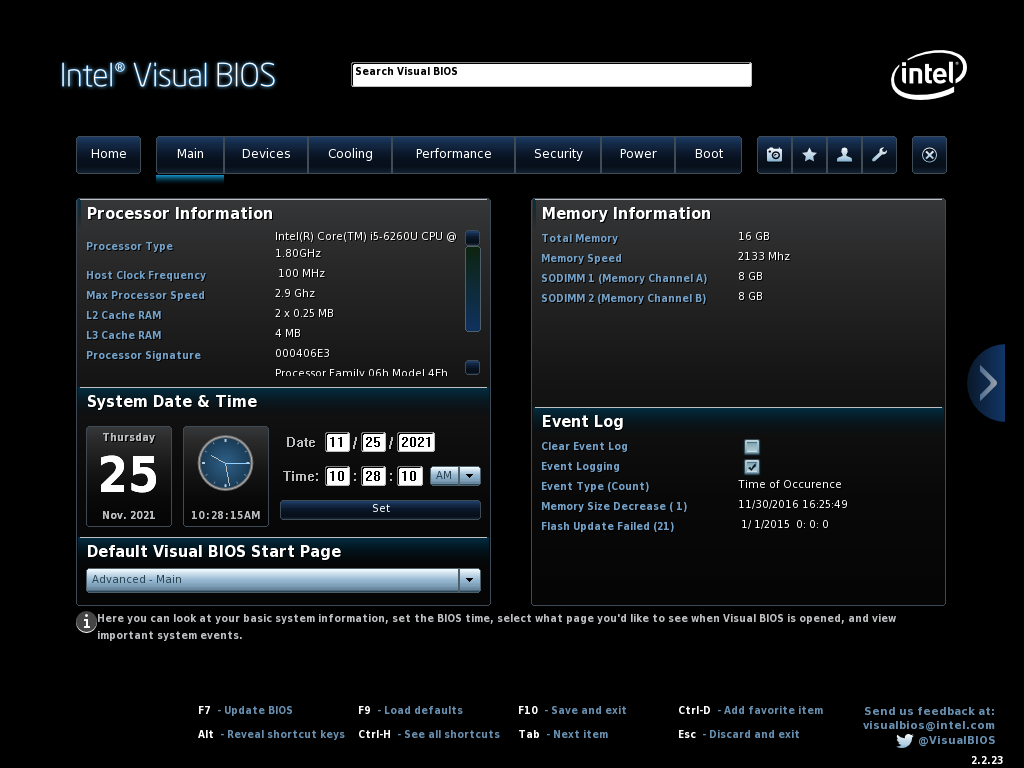 Intel® Visual BIOS
Search Visual BIOS
intel®
Home Main Devices Cooling Performance Security Power Boot
Processor Information
Processor Type Intel(R) Core(TM) i5-6260U CPU @
1.80GHz
Host Clock Frequency 100 MHz
Max Processor Speed 2.9 Ghz
L2 Cache RAM 2 x 0.25 MB
L3 Cache RAM 4 MB
Processor Signature 000406E3
Processor Family 06h Model 4Eh
System Date & Time
Thursday
25
Nov. 2021
10:28:15AM
Date 11 / 25 / 2021
Time: 10 : 28 : 10 AM
Set
Default Visual BIOS Start Page
Advanced - Main
Memory Information
Total Memory 16 GB
Memory Speed 2133 Mhz
SODIMM 1 (Memory Channel A) 8 GB
SODIMM 2 (Memory Channel B) 8 GB
Event Log
Clear Event Log
Event Logging
Event Type (Count) Time of Occurence
Memory Size Decrease ( 1) 11/30/2016 16:25:49
Flash Update Failed (21) 1/ 1/2015 0: 0: 0
Here you can look at your basic system information, set the BIOS time, select what page you'd like to see when Visual BIOS is opened, and view
important system events.
F7 - Update BIOS F9 - Load defaults F10 - Save and exit Ctrl-D - Add favorite item
Alt - Reveal shortcut keys Ctrl-H - See all shortcuts Tab - Next item Esc - Discard and exit
Send us feedback at:
visualbios@intel.com
@VisualBIOS
2.2.23